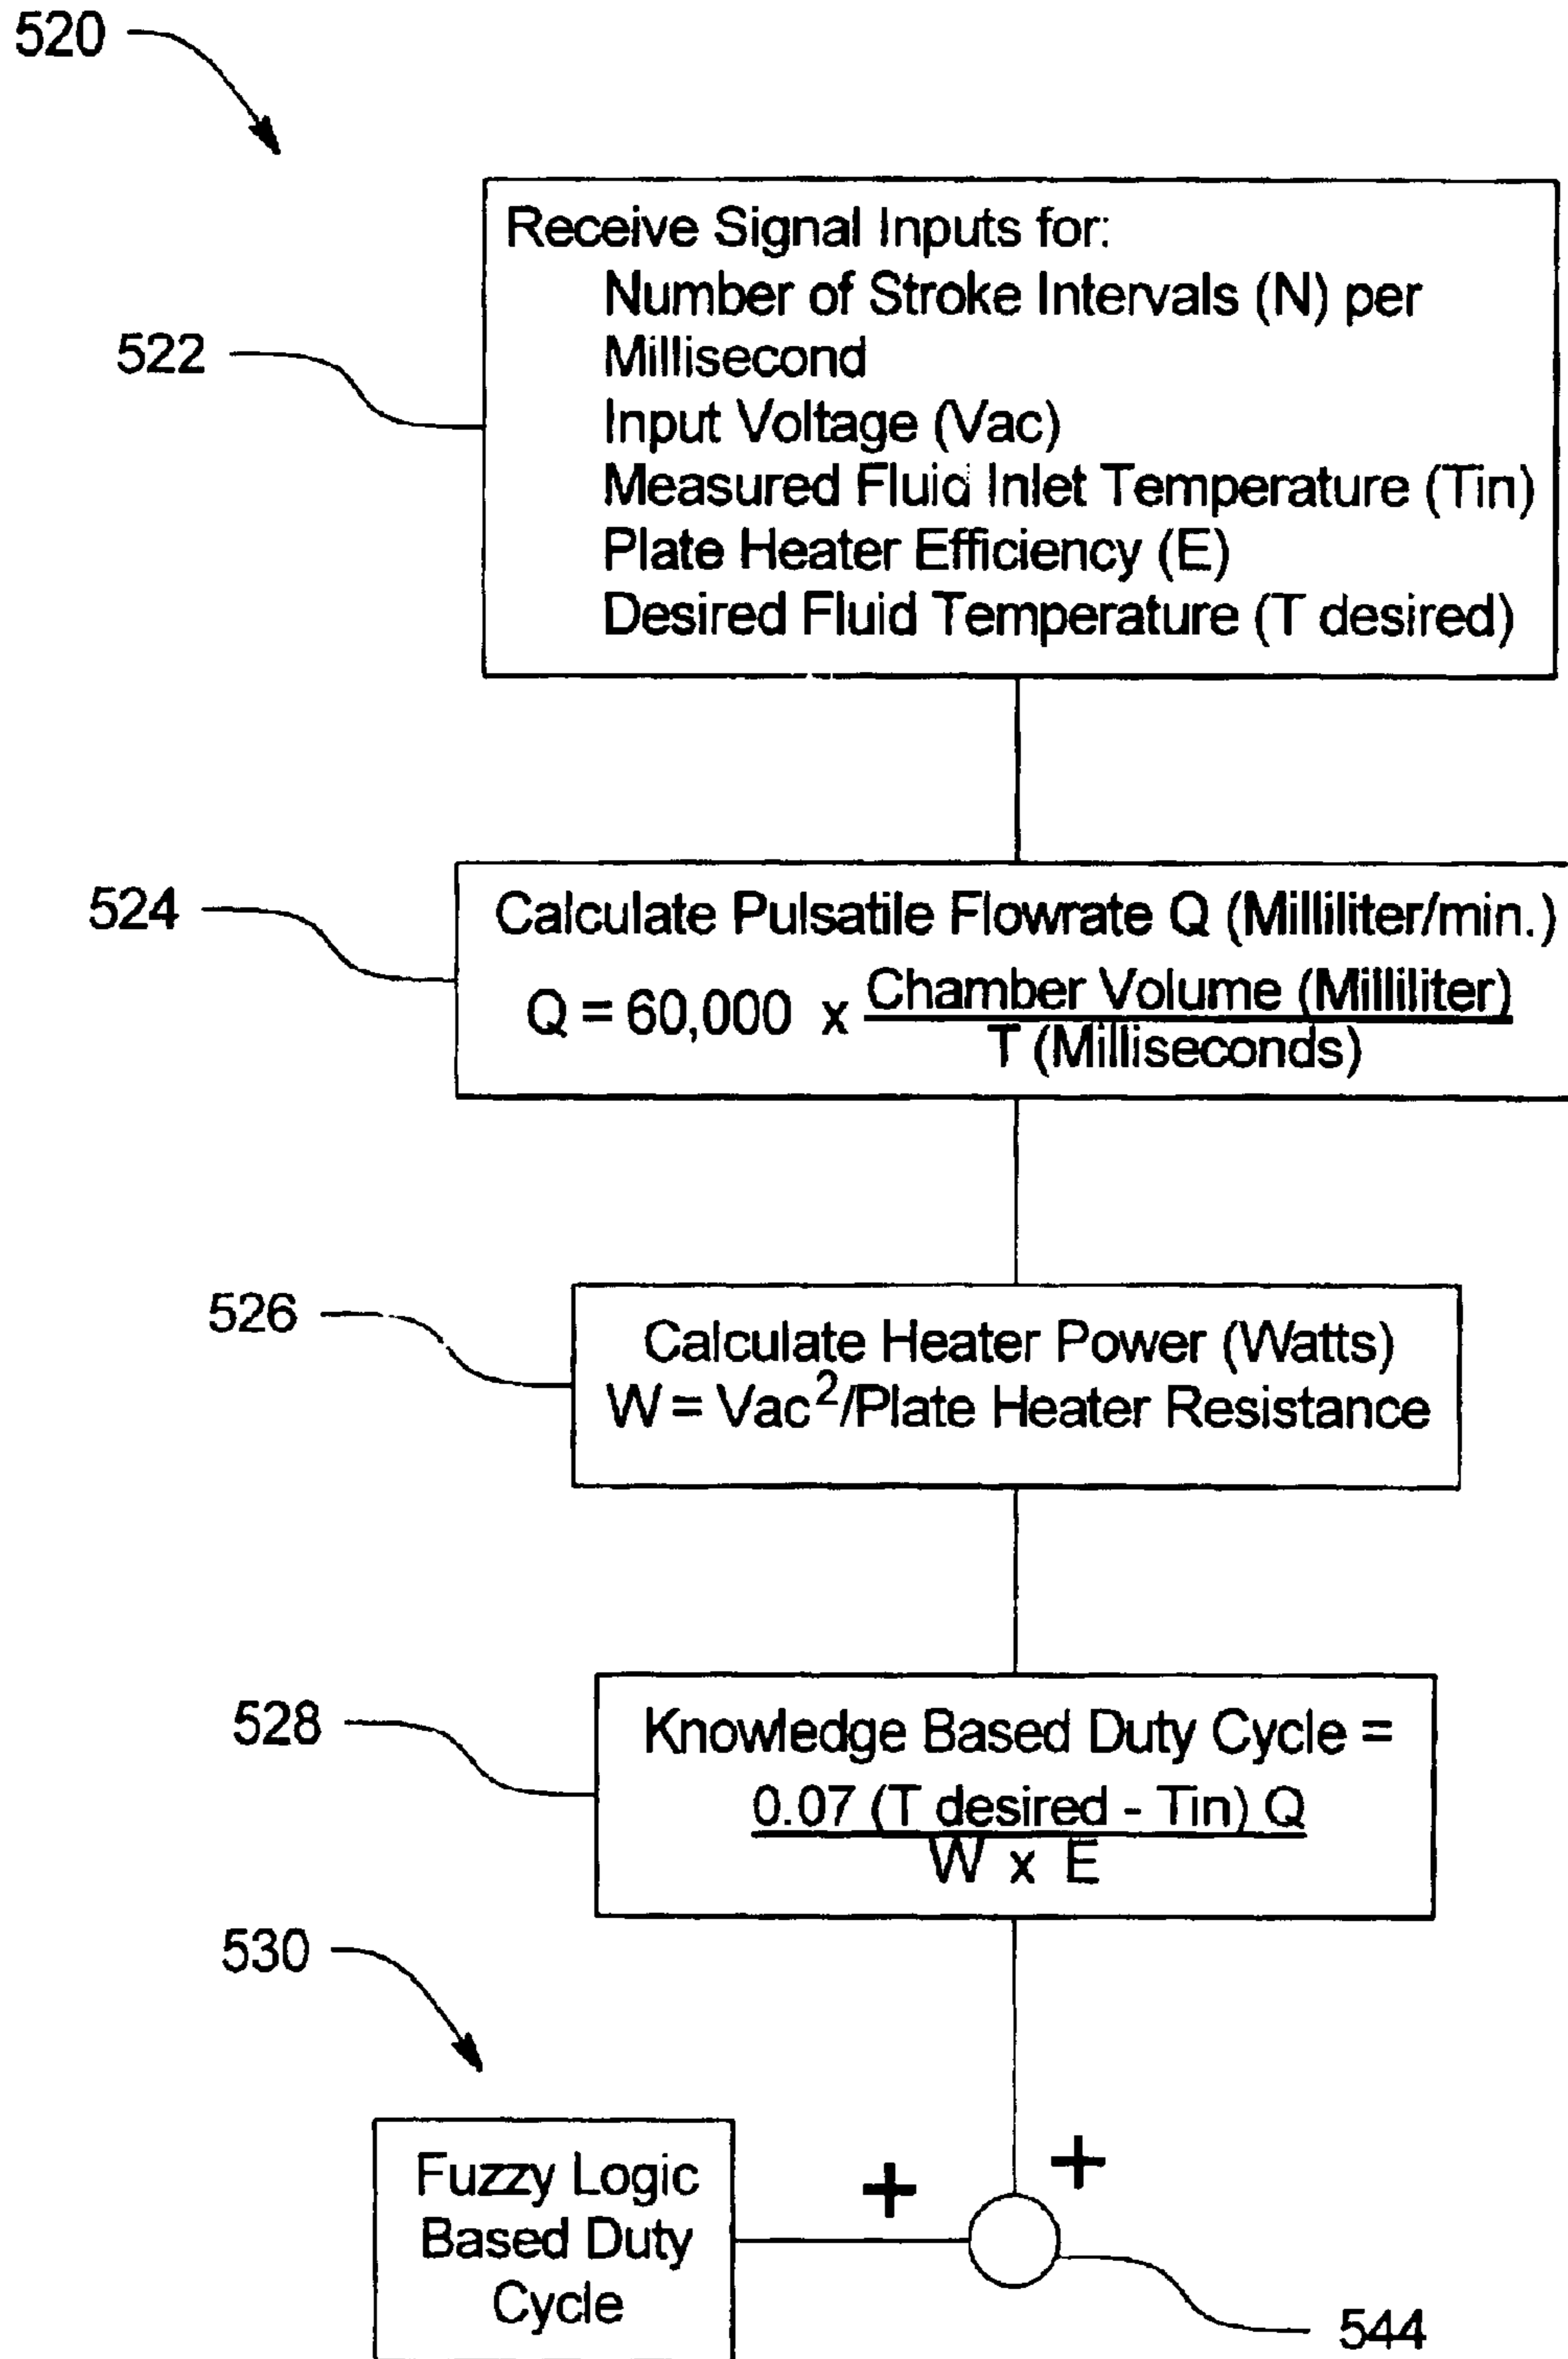 520
Receive Signal Inputs for:
Number of Stroke Intervals (N) per
Millisecond
522
Input Voltage (Vac)
Measured Fluid Inlet Temperature (Tin)
Plate Heater Efficiency (E)
Desired Fluid Temperature (T desired)
524
Calculate Pulsatile Flowrate Q (Milliliter/min.)
Q = 60,000 x Chamber Volume (Milliliter)
T (Milliseconds)
526
Calculate Heater Power (Watts)
W = Vac²/Plate Heater Resistance
528
Knowledge Based Duty Cycle =
0.07 (T desired - Tin) Q
W x E
530
Fuzzy Logic
Based Duty
Cycle
+
+
544